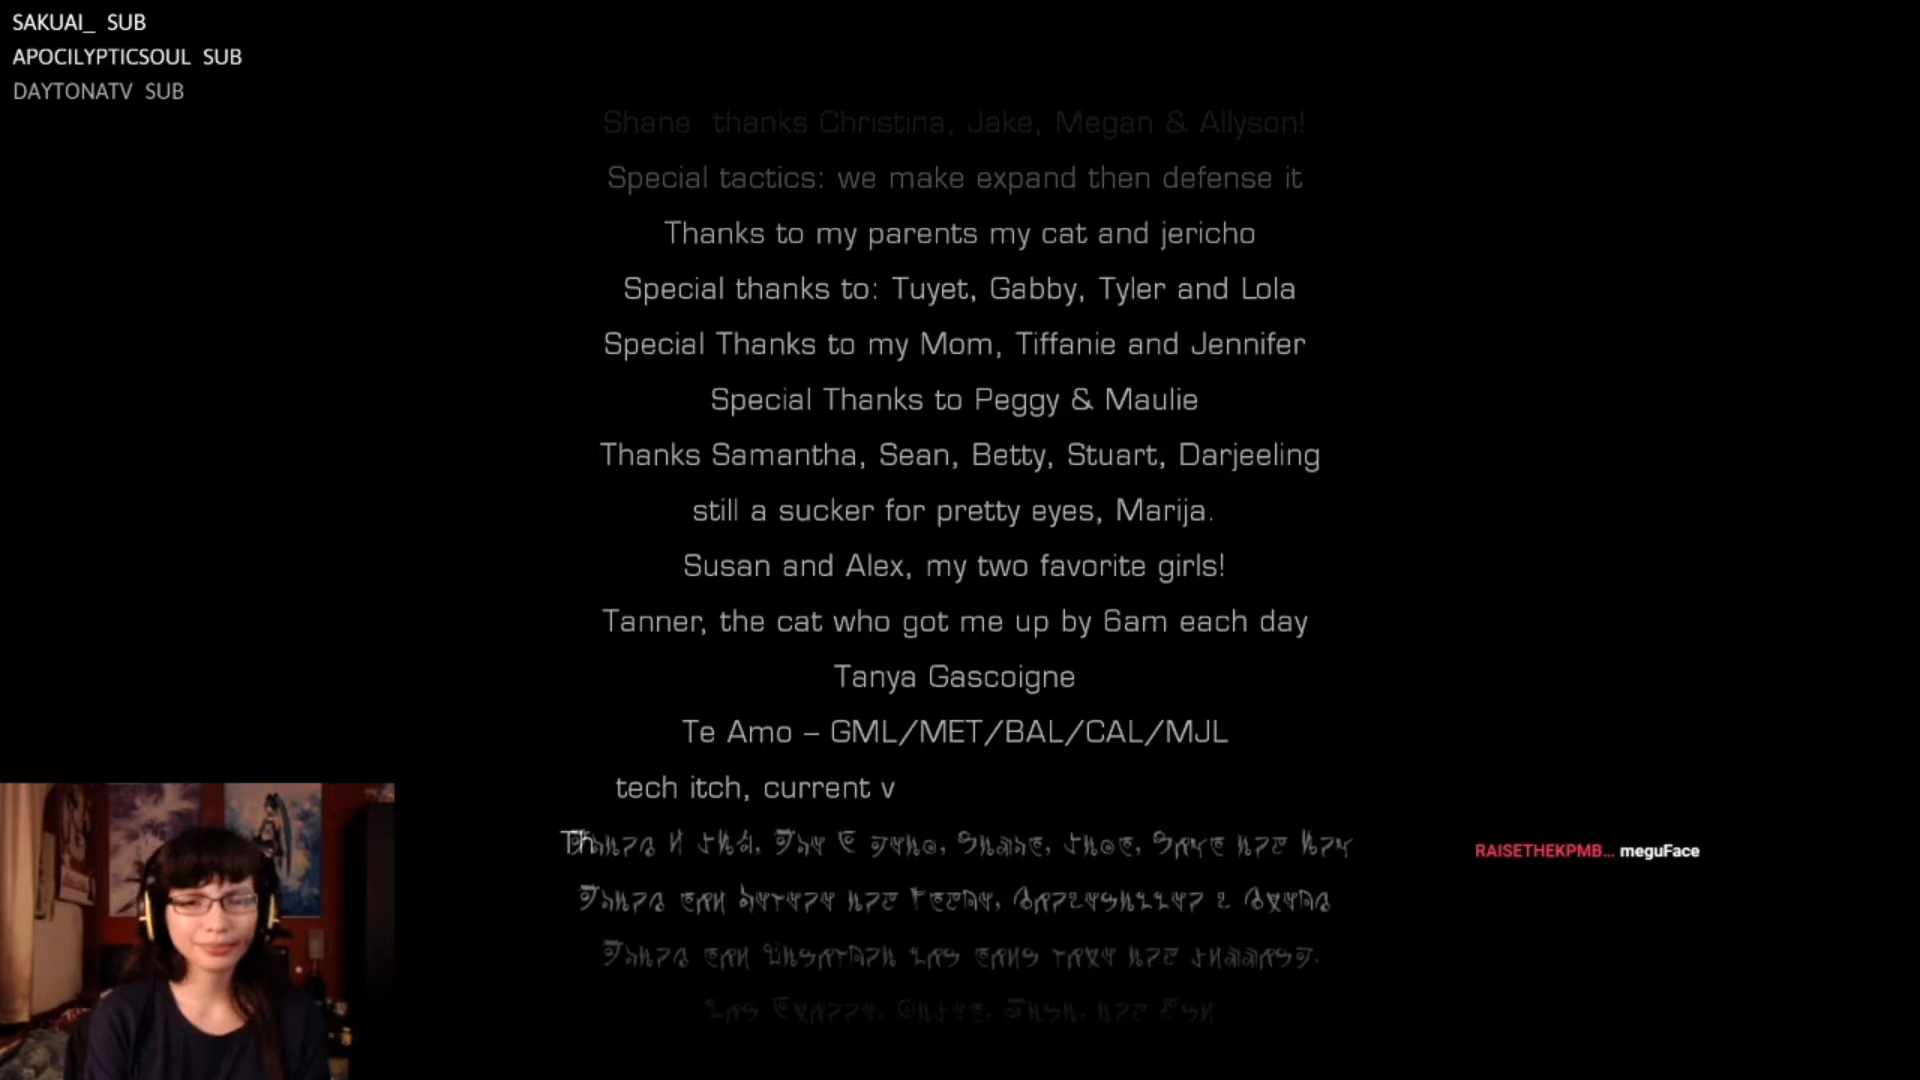 SAKUAI_ SUB
APOCILYPTICSOUL SUB
DAYTONATV SUB
Shane thanks Christina, Jake, Megan & Allyson!
Special tactics: we make expand then defense it
Thanks to my parents my cat and jericho
Special thanks to: Tuyet, Gabby, Tyler and Lola
Special Thanks to my Mom, Tiffanie and Jennifer
Special Thanks to Peggy & Maulie
Thanks Samantha, Sean, Betty, Stuart, Darjeeling
still a sucker for pretty eyes, Marija.
Susan and Alex, my two favorite girls!
Tanner, the cat who got me up by 6am each day
Tanya Gascoigne
Te Amo – GML/MET/BAL/CAL/MJL
tech itch, current v
Th
RAISETHEKPMB... meguFace